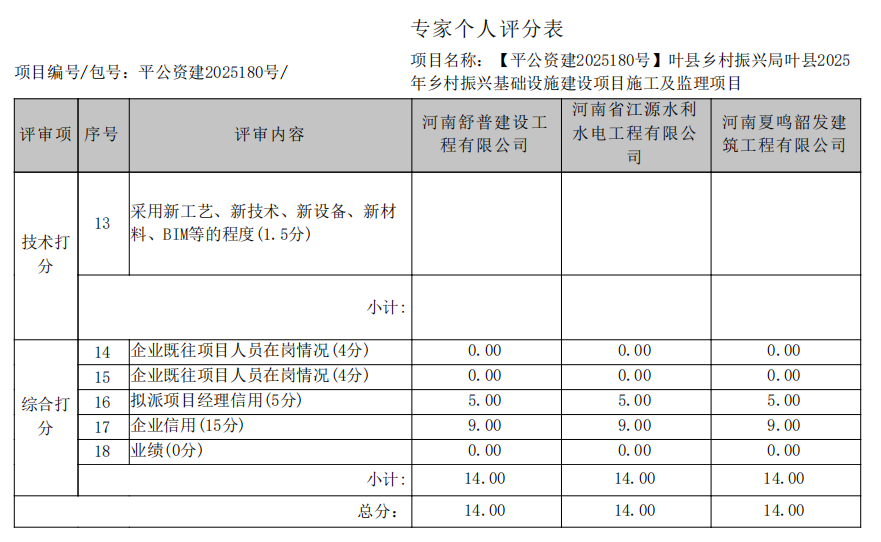 专家个人评分表
项目编号/包号：平公资建2025180号/
项目名称：【平公资建2025180号】叶县乡村振兴局叶县2025
年乡村振兴基础设施建设项目施工及监理项目
评审项 序号 评审内容 河南舒普建设工 河南省江源水利 河南夏鸣韶发建
程有限公司 水电工程有限公 筑工程有限公司
司
技术打
分
13 采用新工艺、新技术、新设备、新材
料、BIM等的程度(1.5分)
小计:
综合打
分
14 企业既往项目人员在岗情况(4分) 0.00 0.00 0.00
15 企业既往项目人员在岗情况(4分) 0.00 0.00 0.00
16 拟派项目经理信用(5分) 5.00 5.00 5.00
17 企业信用(15分) 9.00 9.00 9.00
18 业绩(0分) 0.00 0.00 0.00
小计: 14.00 14.00 14.00
总分： 14.00 14.00 14.00